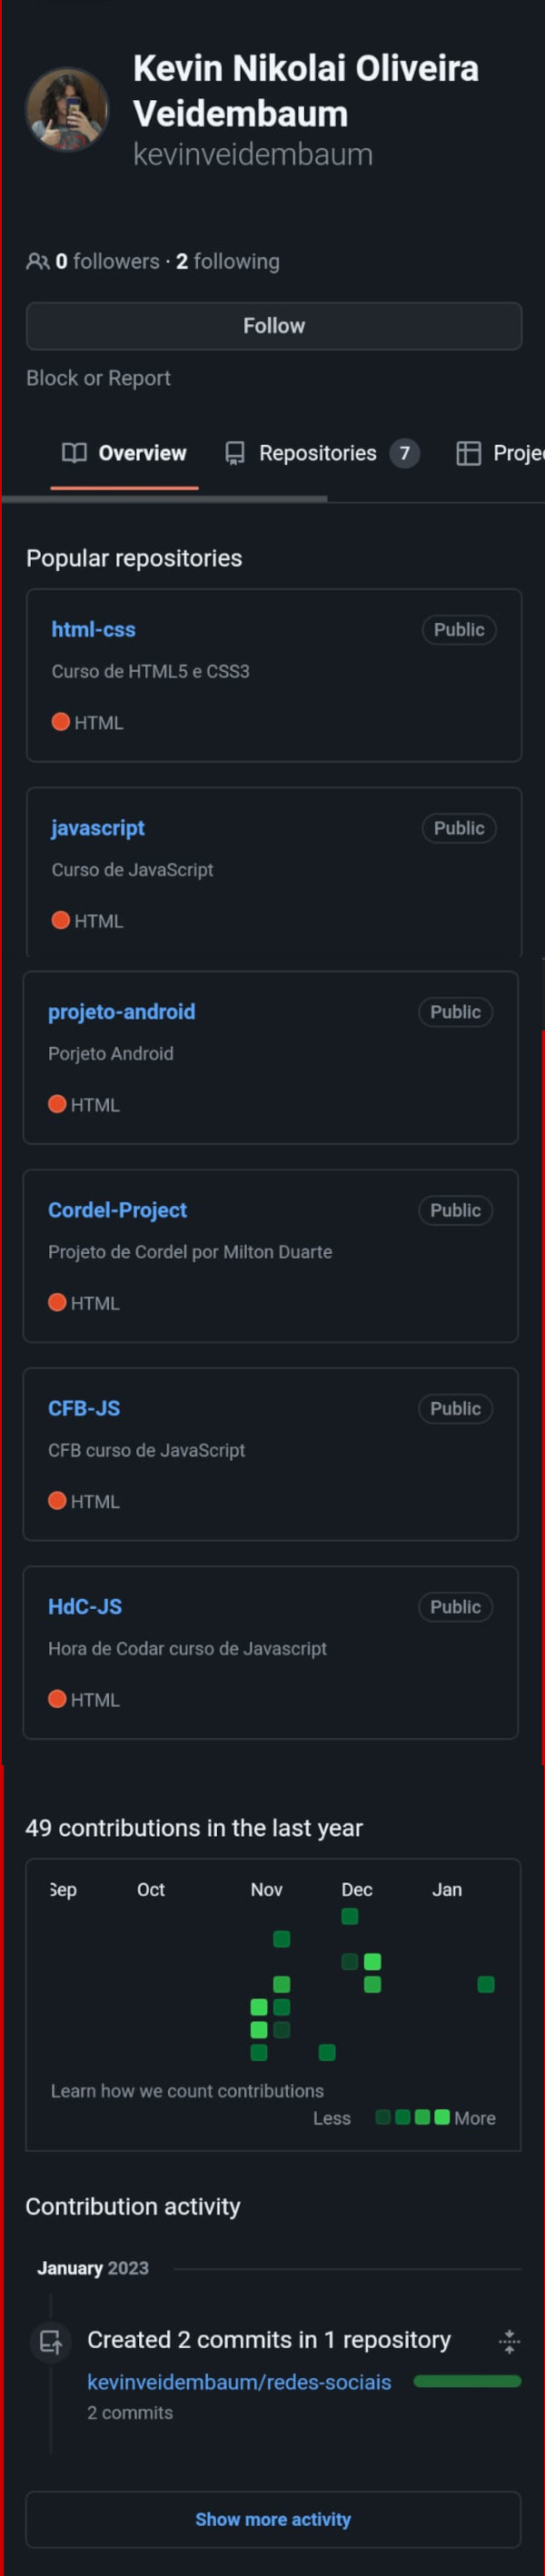 Kevin Nikolai Oliveira
Veidembaum
kevinveidembaum
0 followers · 2 following
Follow
Block or Report
Overview Repositories 7 Projec
Popular repositories
html-css Public
Curso de HTML5 e CSS3
HTML
javascript Public
Curso de JavaScript
HTML
projeto-android Public
Porjeto Android
HTML
Cordel-Project Public
Projeto de Cordel por Milton Duarte
HTML
CFB-JS Public
CFB curso de JavaScript
HTML
HdC-JS Public
Hora de Codar curso de Javascript
HTML
49 contributions in the last year
Sep Oct Nov Dec Jan
Learn how we count contributions
Less More
Contribution activity
January 2023
Created 2 commits in 1 repository
kevinveidembaum/redes-sociais
2 commits
Show more activity